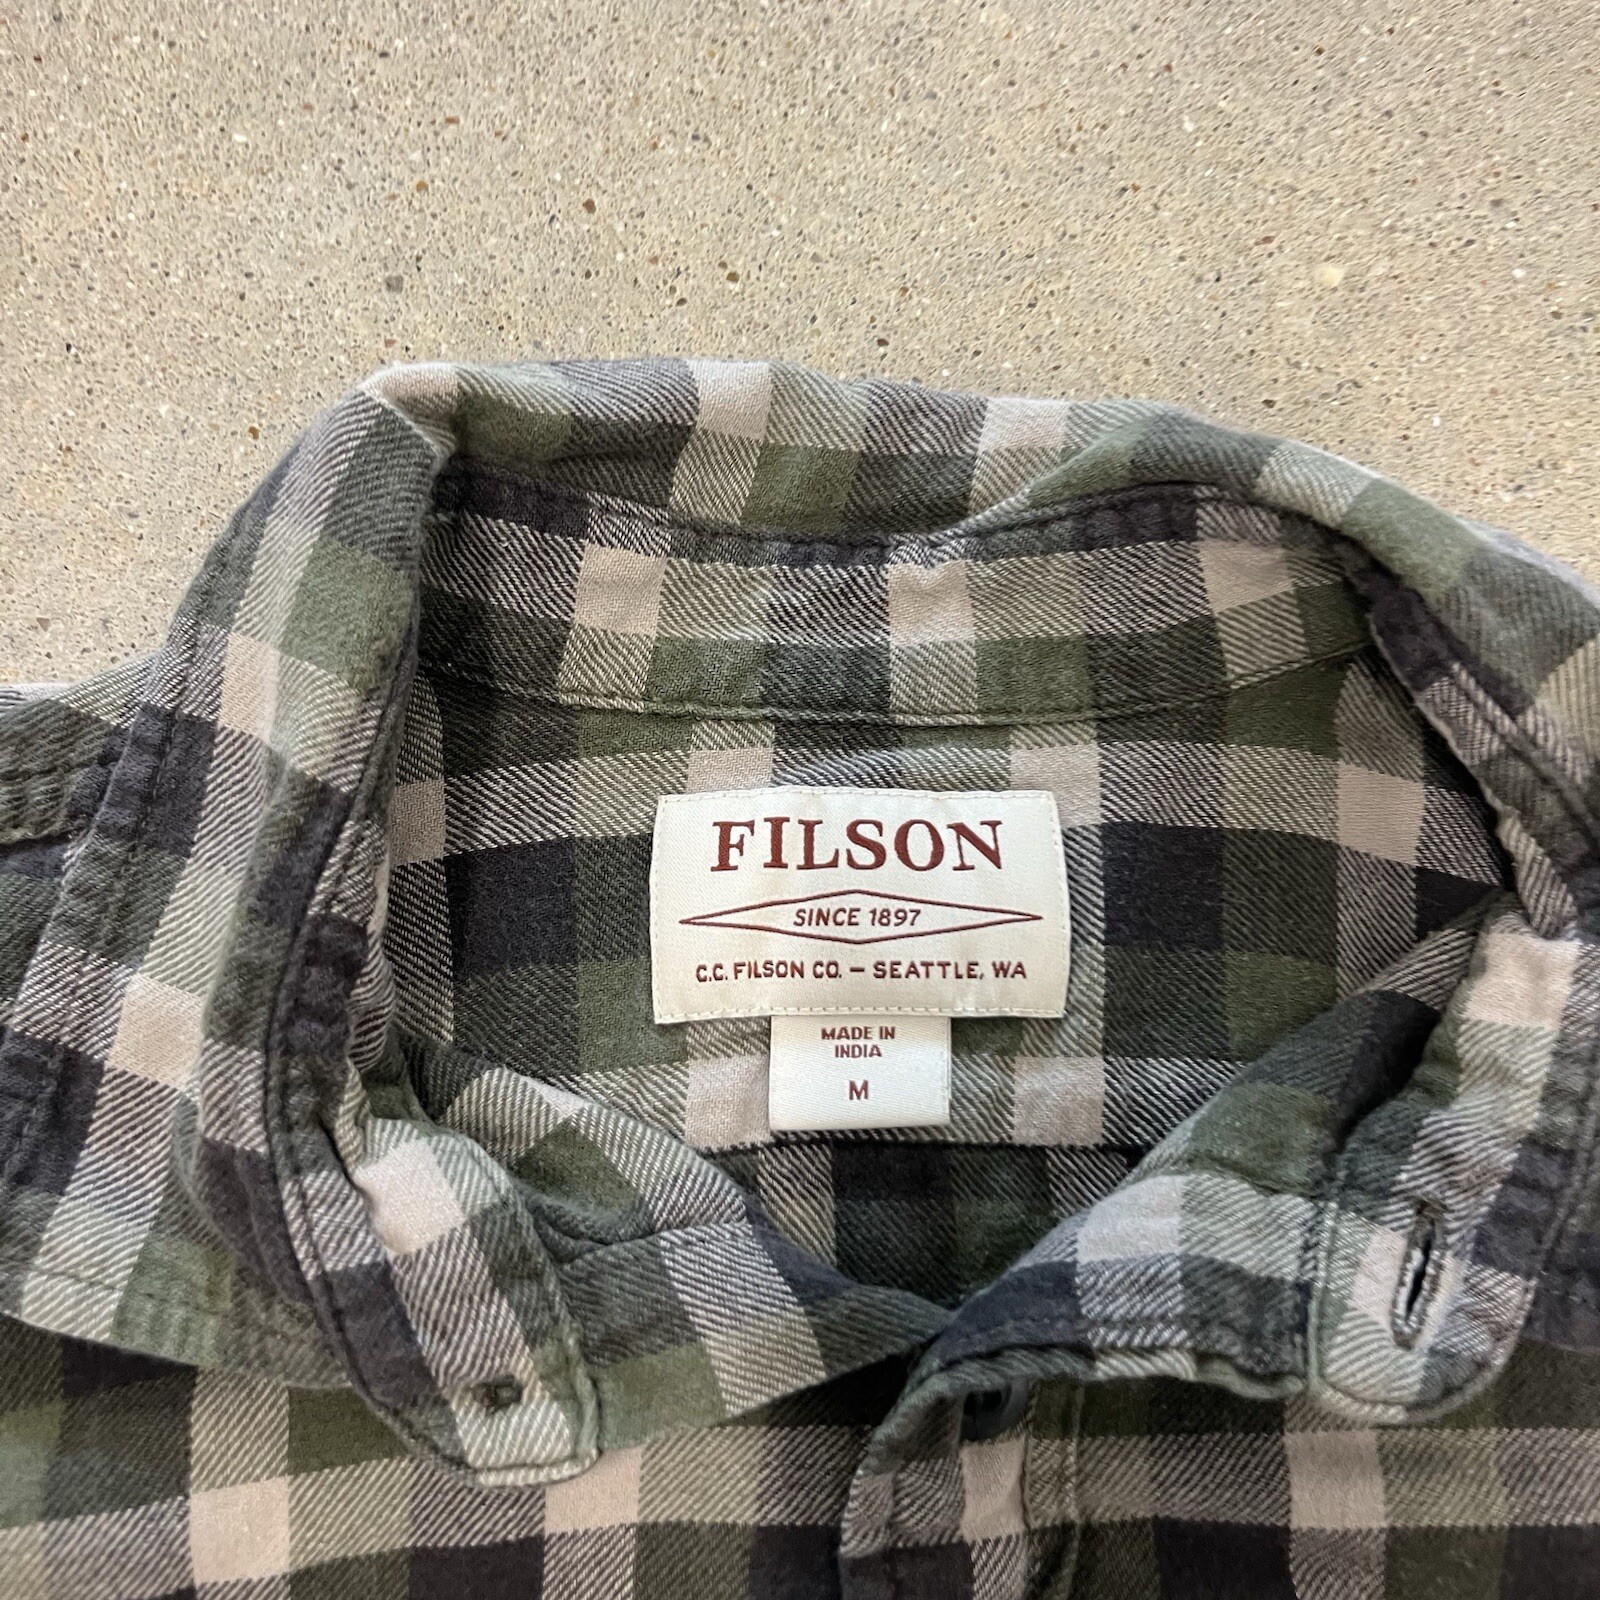 FILSON
SINCE 1897
C.C. FILSON CO. – SEATTLE, WA
MADE IN
INDIA
M